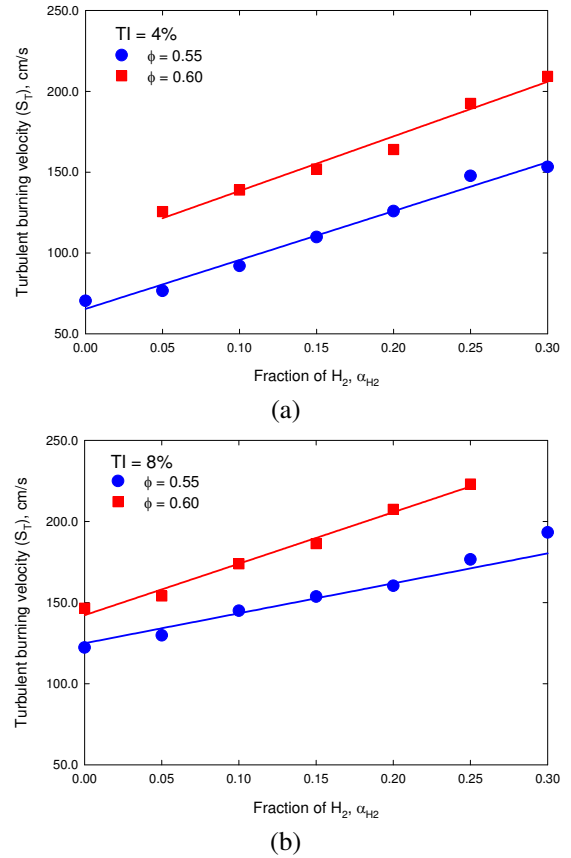 TI = 4%
ϕ = 0.55
ϕ = 0.60
Turbulent burning velocity (S_T), cm/s
250.0
200.0
150.0
100.0
50.0
0.00 0.05 0.10 0.15 0.20 0.25 0.30
Fraction of H₂, α_H2
(a)
TI = 8%
ϕ = 0.55
ϕ = 0.60
Turbulent burning velocity (S_T), cm/s
250.0
200.0
150.0
100.0
50.0
0.00 0.05 0.10 0.15 0.20 0.25 0.30
Fraction of H₂, α_H2
(b)